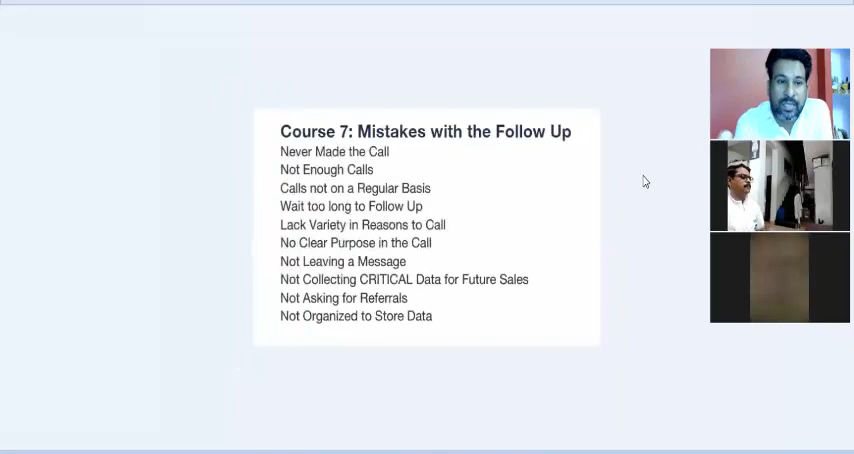 Course 7: Mistakes with the Follow Up
Never Made the Call
Not Enough Calls
Calls not on a Regular Basis
Wait too long to Follow Up
Lack Variety in Reasons to Call
No Clear Purpose in the Call
Not Leaving a Message
Not Collecting CRITICAL Data for Future Sales
Not Asking for Referrals
Not Organized to Store Data